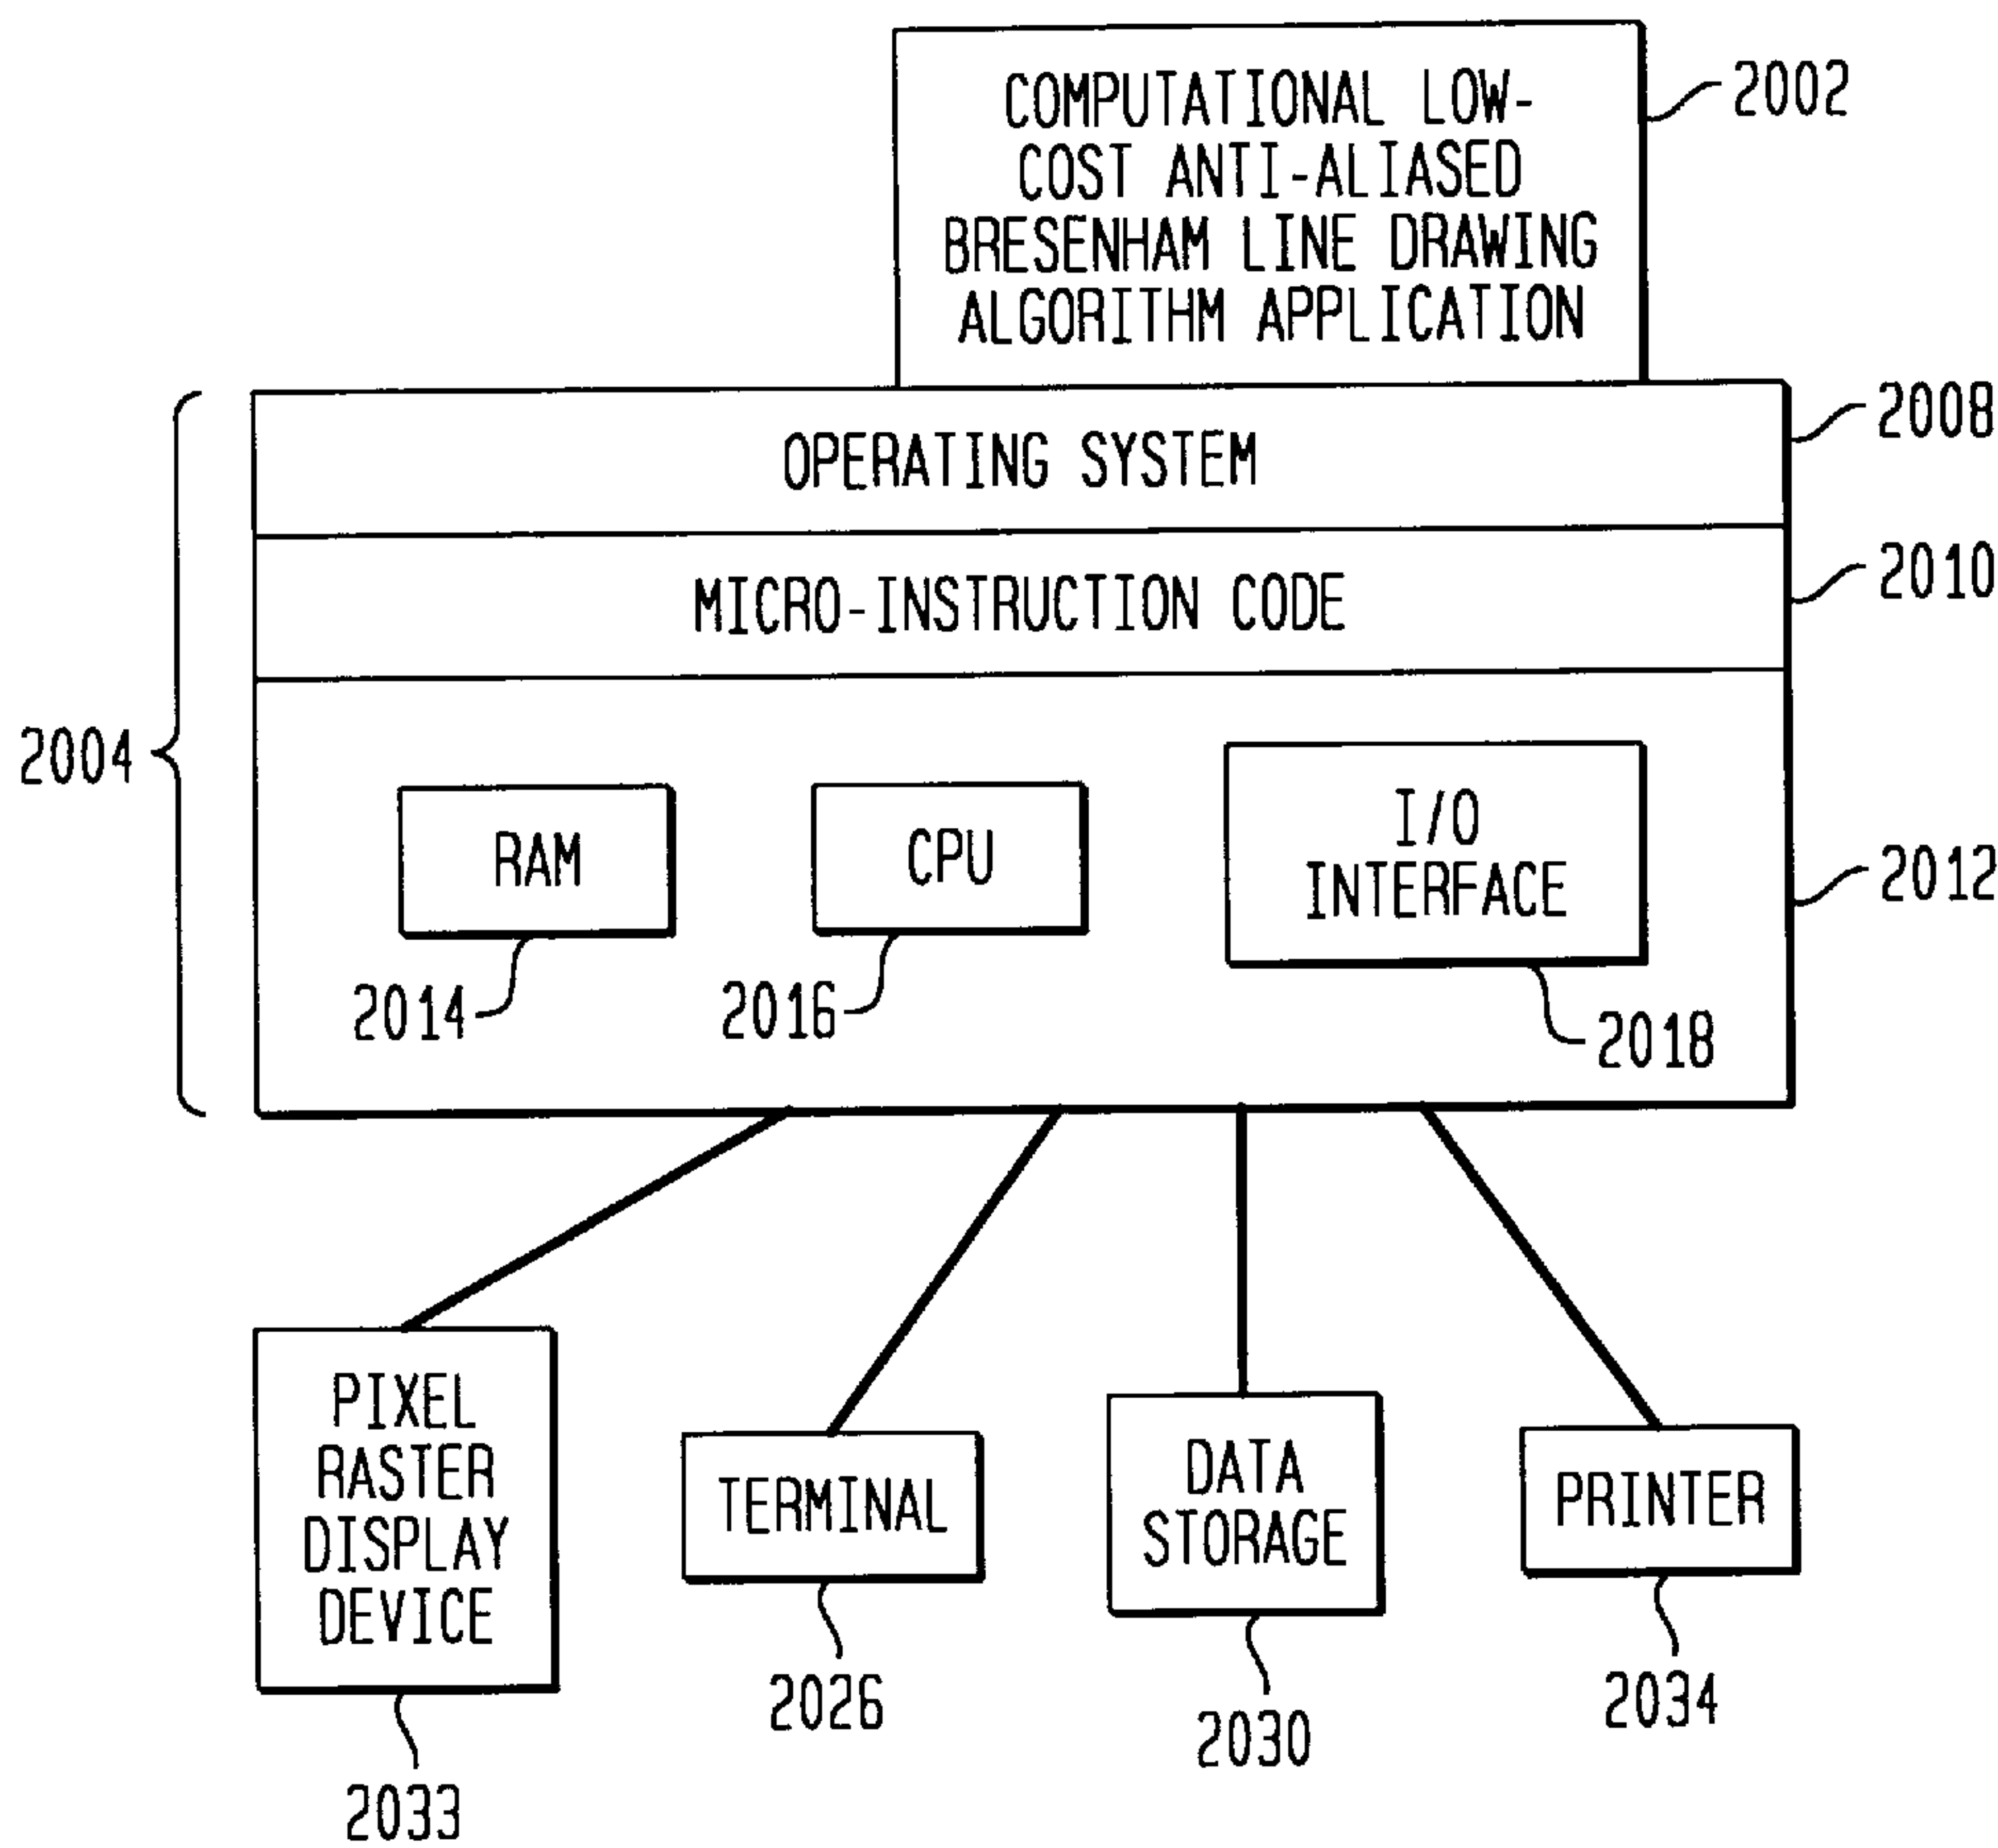 COMPUTATIONAL LOW-
COST ANTI-ALIASED
BRESENHAM LINE DRAWING
ALGORITHM APPLICATION
2002
OPERATING SYSTEM
2008
MICRO-INSTRUCTION CODE
2010
2004
RAM
CPU
I/O
INTERFACE
2012
2014
2016
2018
PIXEL
RASTER
DISPLAY
DEVICE
TERMINAL
DATA
STORAGE
PRINTER
2033
2026
2030
2034